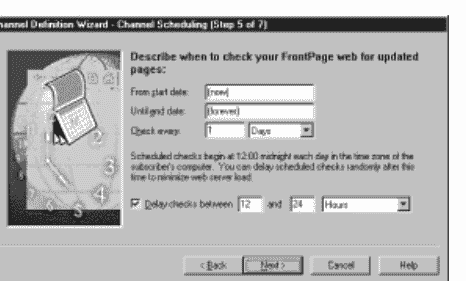 Channel Definition Wizard - Channel Scheduling (Step 5 of 7)
Describe when to check your FrontPage web for updated
pages:
From start date: (now)
Until end date: (forever)
Check every: 1 Days
Scheduled checks begin at 12:00 midnight each day in the time zone of the
subscriber's computer. You can delay scheduled checks randomly after this
time to minimize web server load.
Delay checks between 12 and 24 Hours
< Back Next > Cancel Help